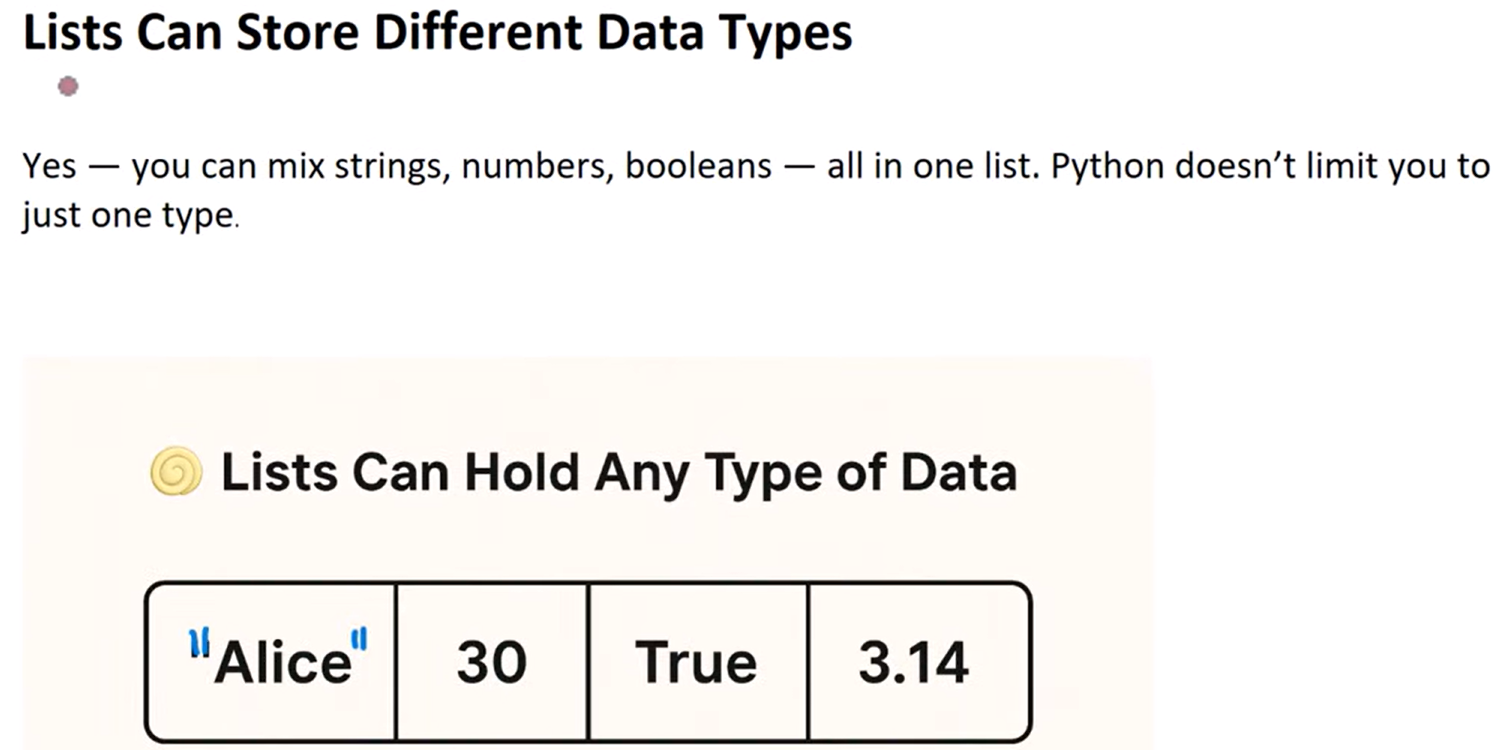 Lists Can Store Different Data Types
Yes — you can mix strings, numbers, booleans — all in one list. Python doesn’t limit you to
just one type.
Lists Can Hold Any Type of Data
"Alice" 30 True 3.14